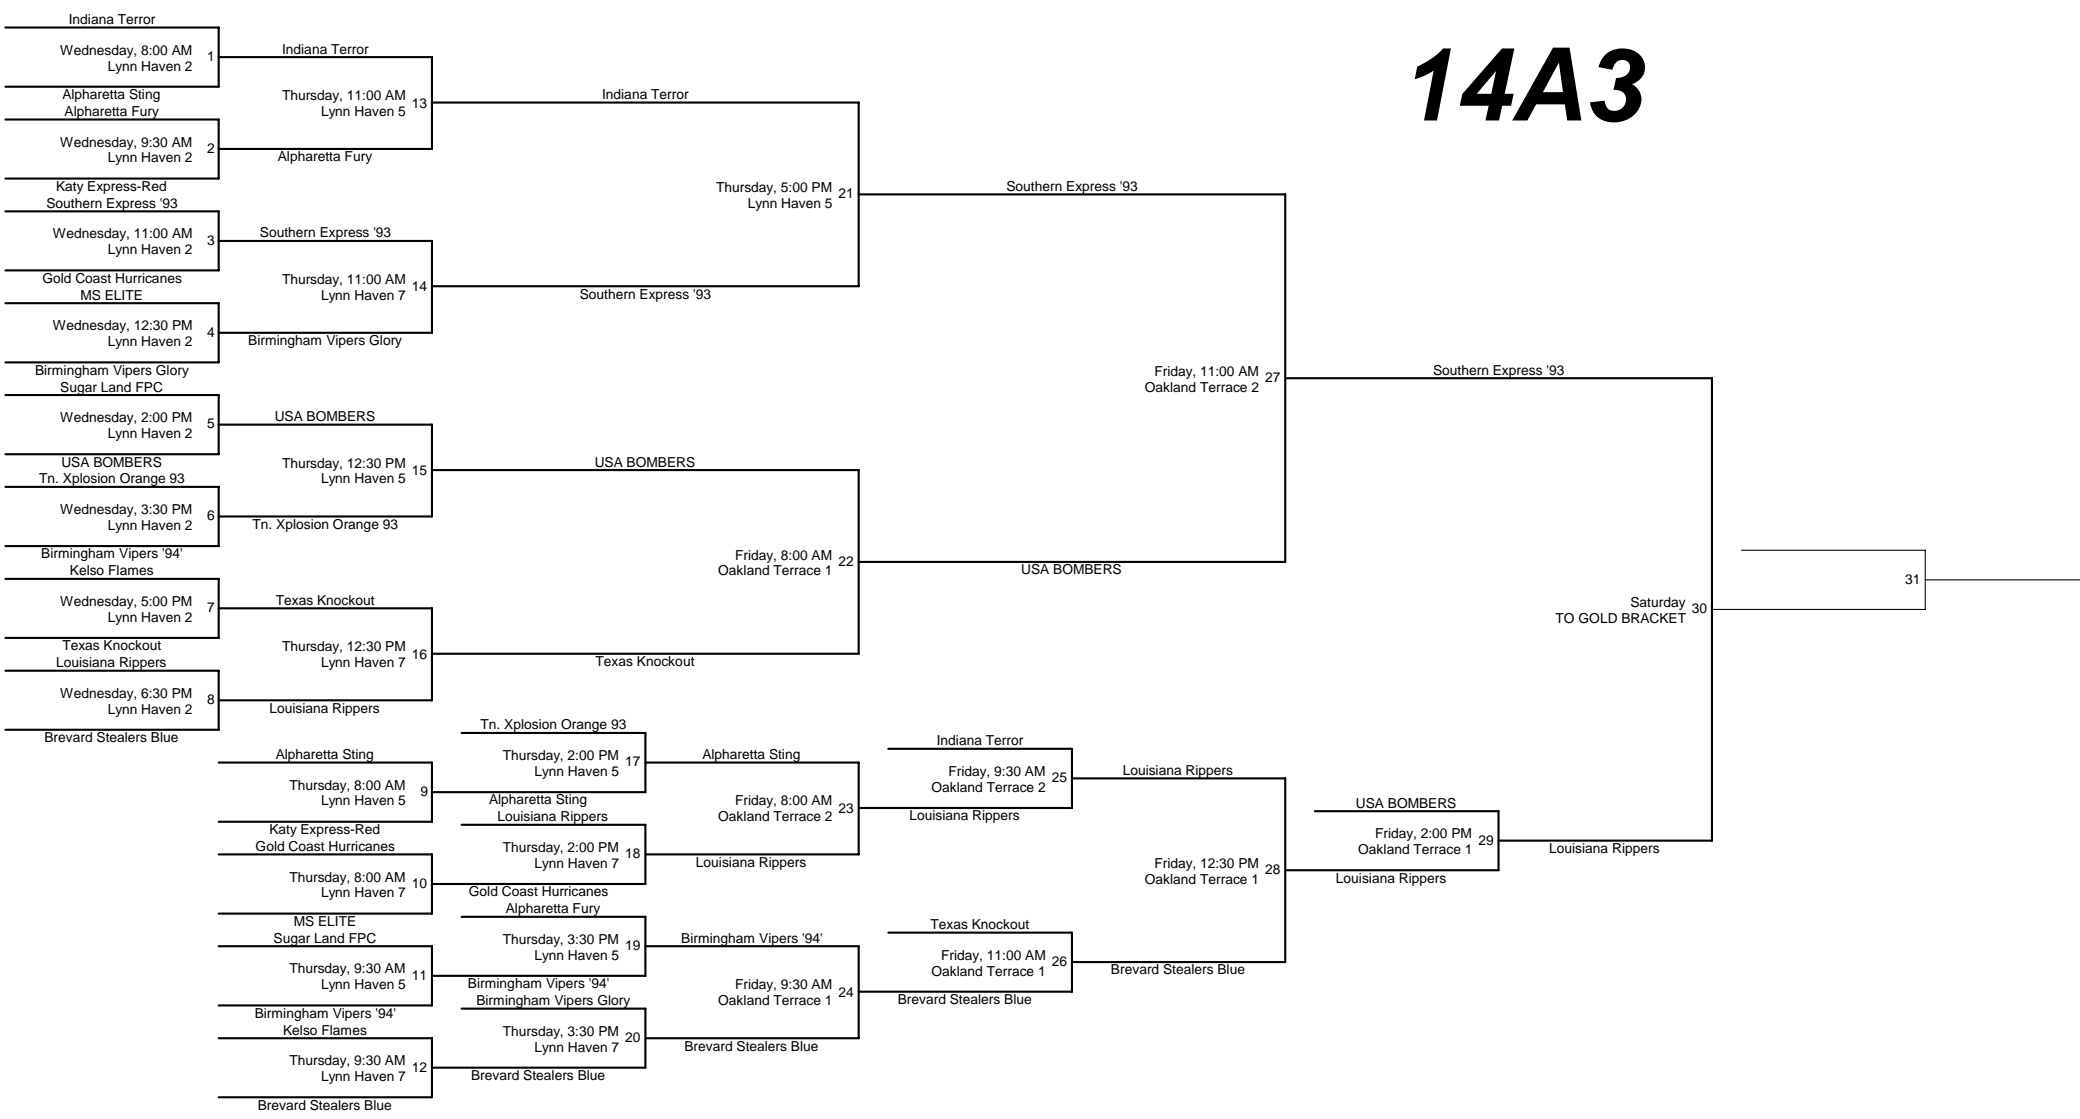 14A3
Indiana Terror
Wednesday, 8:00 AM 1
Lynn Haven 2
Alpharetta Sting
Alpharetta Fury
Wednesday, 9:30 AM 2
Lynn Haven 2
Katy Express-Red
Southern Express '93
Wednesday, 11:00 AM 3
Lynn Haven 2
Gold Coast Hurricanes
MS ELITE
Wednesday, 12:30 PM 4
Lynn Haven 2
Birmingham Vipers Glory
Sugar Land FPC
Wednesday, 2:00 PM 5
Lynn Haven 2
USA BOMBERS
Tn. Xplosion Orange 93
Wednesday, 3:30 PM 6
Lynn Haven 2
Birmingham Vipers '94'
Kelso Flames
Wednesday, 5:00 PM 7
Lynn Haven 2
Texas Knockout
Louisiana Rippers
Wednesday, 6:30 PM 8
Lynn Haven 2
Brevard Stealers Blue
Indiana Terror
Thursday, 11:00 AM 13
Lynn Haven 5
Alpharetta Fury
Southern Express '93
Thursday, 11:00 AM 14
Lynn Haven 7
Birmingham Vipers Glory
USA BOMBERS
Thursday, 12:30 PM 15
Lynn Haven 5
Tn. Xplosion Orange 93
Texas Knockout
Thursday, 12:30 PM 16
Lynn Haven 7
Louisiana Rippers
Indiana Terror
Thursday, 5:00 PM 21
Lynn Haven 5
Southern Express '93
USA BOMBERS
Friday, 8:00 AM 22
Oakland Terrace 1
Texas Knockout
Southern Express '93
Friday, 11:00 AM 27
Oakland Terrace 2
USA BOMBERS
Southern Express '93
Saturday 30
TO GOLD BRACKET
31
Alpharetta Sting
Thursday, 8:00 AM 9
Lynn Haven 5
Katy Express-Red
Gold Coast Hurricanes
Thursday, 8:00 AM 10
Lynn Haven 7
MS ELITE
Sugar Land FPC
Thursday, 9:30 AM 11
Lynn Haven 5
Birmingham Vipers '94'
Kelso Flames
Thursday, 9:30 AM 12
Lynn Haven 7
Brevard Stealers Blue
Tn. Xplosion Orange 93
Thursday, 2:00 PM 17
Lynn Haven 5
Alpharetta Sting
Louisiana Rippers
Thursday, 2:00 PM 18
Lynn Haven 7
Gold Coast Hurricanes
Alpharetta Fury
Thursday, 3:30 PM 19
Lynn Haven 5
Birmingham Vipers '94'
Birmingham Vipers Glory
Thursday, 3:30 PM 20
Lynn Haven 7
Brevard Stealers Blue
Alpharetta Sting
Friday, 8:00 AM 23
Oakland Terrace 2
Louisiana Rippers
Birmingham Vipers '94'
Friday, 9:30 AM 24
Oakland Terrace 1
Brevard Stealers Blue
Indiana Terror
Friday, 9:30 AM 25
Oakland Terrace 2
Louisiana Rippers
Texas Knockout
Friday, 11:00 AM 26
Oakland Terrace 1
Brevard Stealers Blue
Louisiana Rippers
Friday, 12:30 PM 28
Oakland Terrace 1
Brevard Stealers Blue
USA BOMBERS
Friday, 2:00 PM 29
Oakland Terrace 1
Louisiana Rippers
Louisiana Rippers